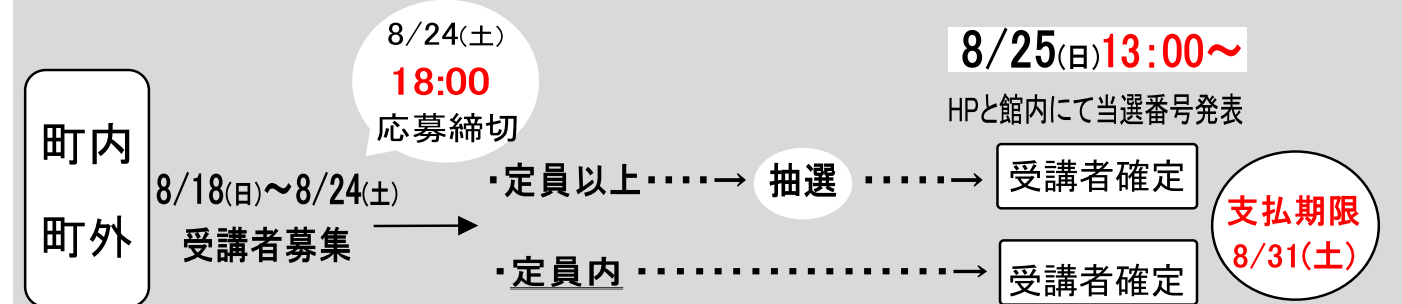 町内
町外
8/18(日)～8/24(土)
受講者募集
8/24(土)
18:00
応募締切
・定員以上・・・・→
抽選
・・・・・→
8/25(日)13:00～
HPと館内にて当選番号発表
受講者確定
・定員内・・・・・・・・・・・・・・・・・→
受講者確定
支払期限
8/31(土)